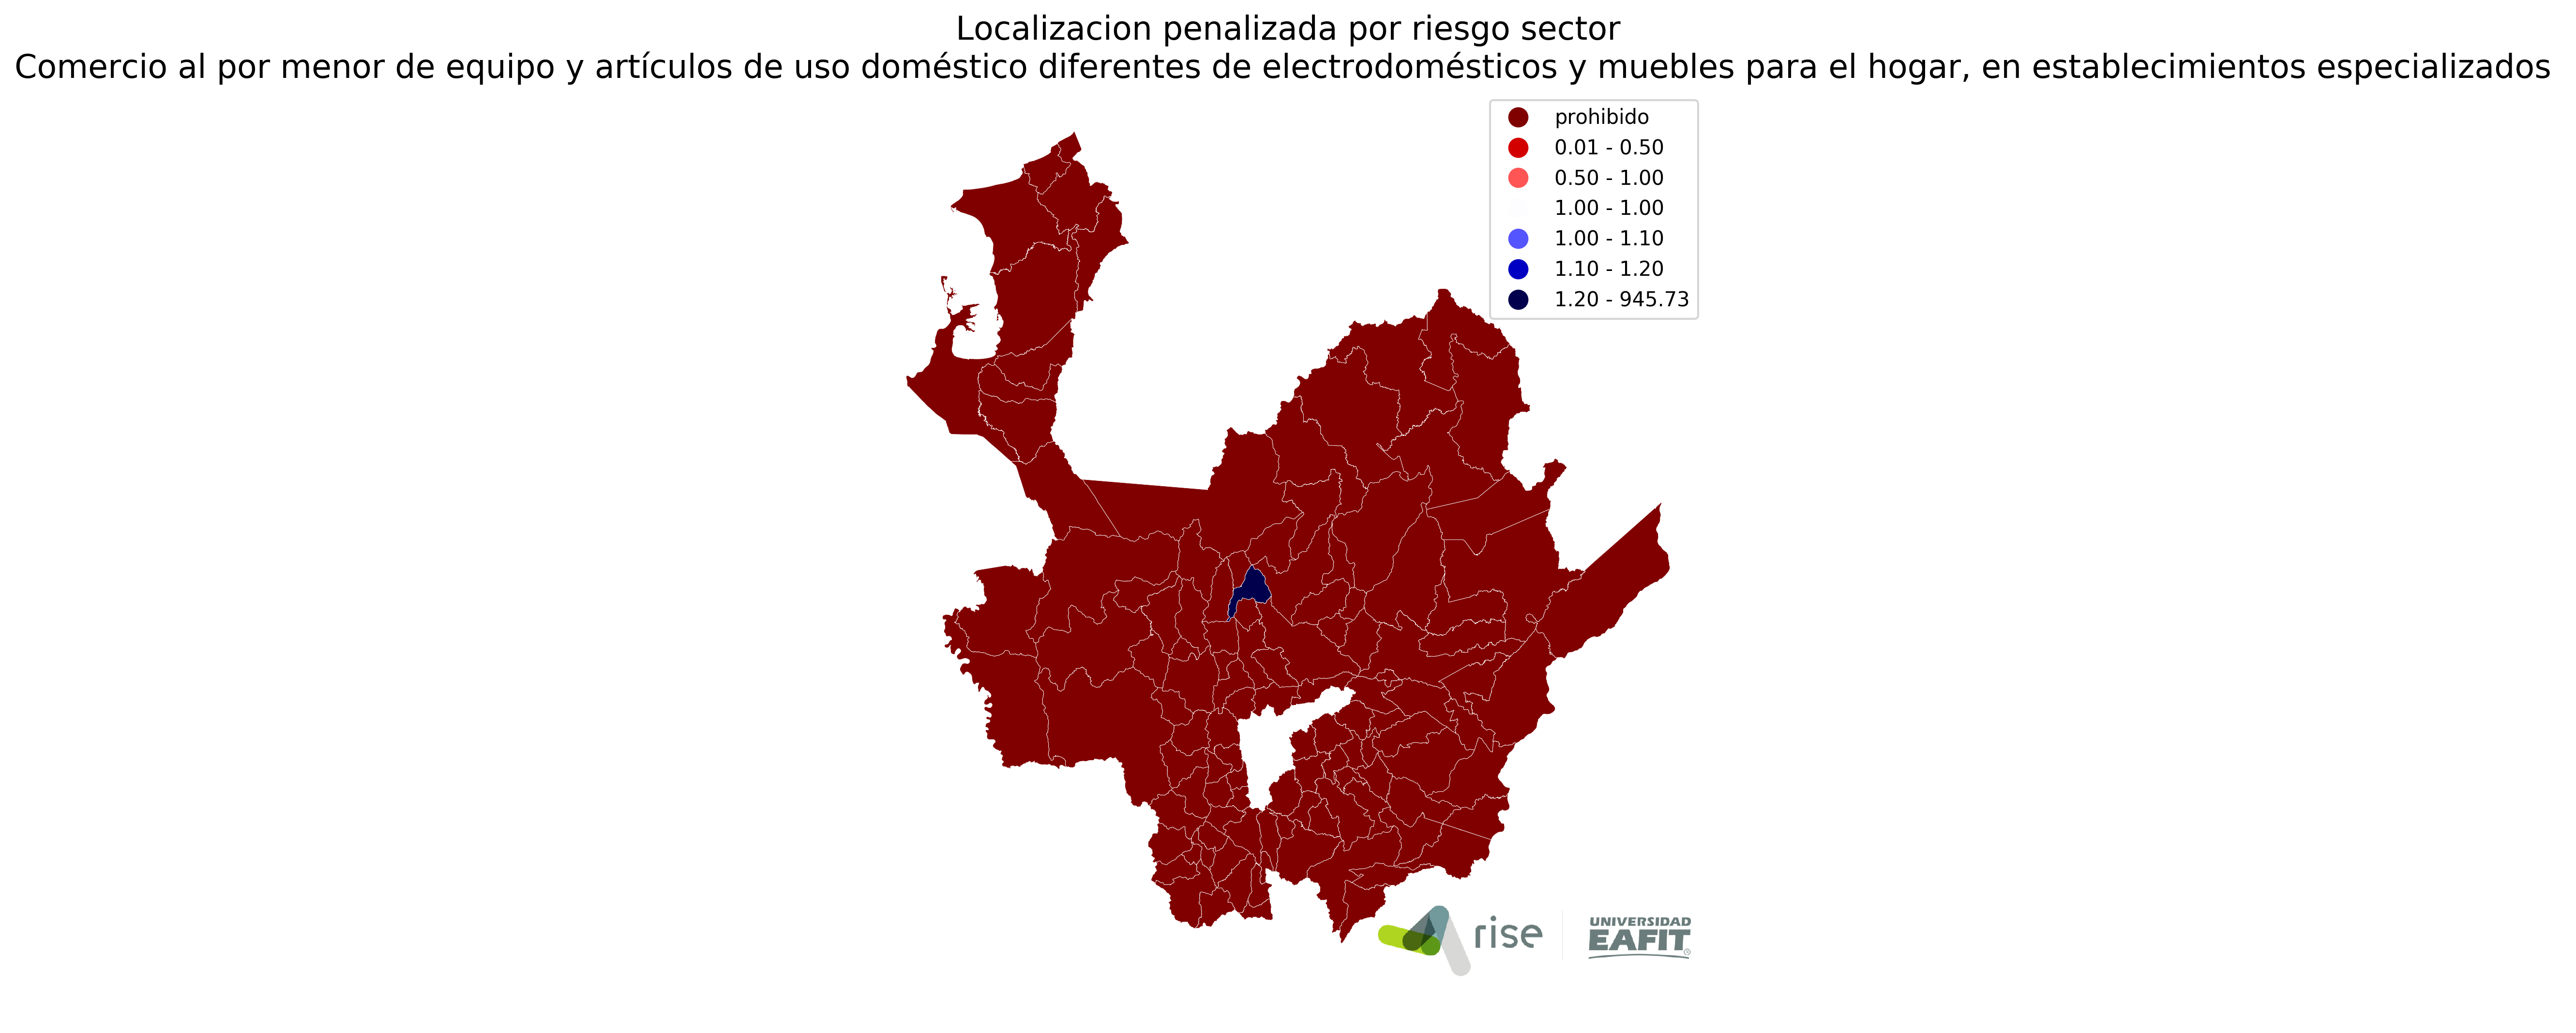 Localizacion penalizada por riesgo sector
Comercio al por menor de equipo y artículos de uso doméstico diferentes de electrodomésticos y muebles para el hogar, en establecimientos especializados
prohibido
0.01 - 0.50
0.50 - 1.00
1.00 - 1.00
1.00 - 1.10
1.10 - 1.20
1.20 - 945.73
rise
UNIVERSIDAD
EAFIT®